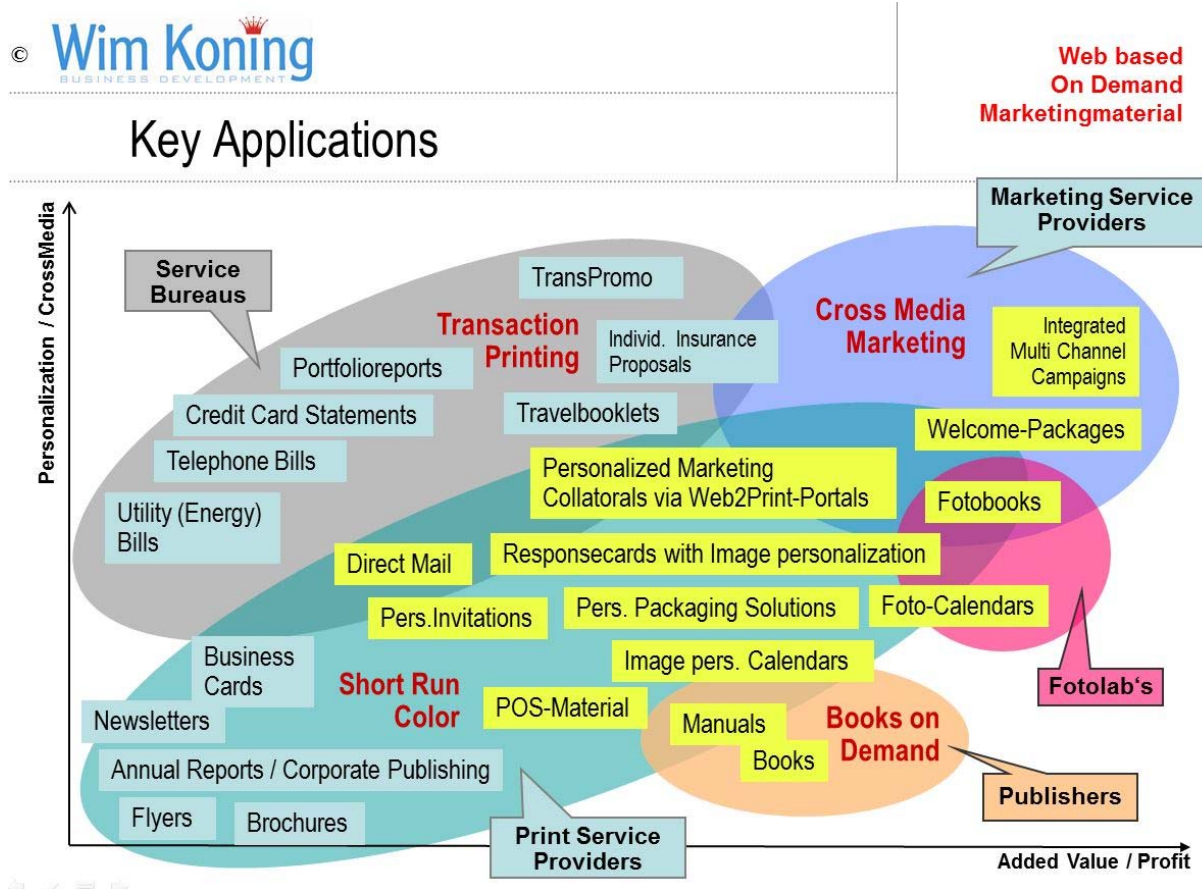 ©
Wim Koning
BUSINESS DEVELOPMENT
Web based
On Demand
Marketingmaterial
Key Applications
Marketing Service
Providers
Personalization / CrossMedia
Service
Bureaus
TransPromo
Transaction
Printing
Individ. Insurance
Proposals
Cross Media
Marketing
Integrated
Multi Channel
Campaigns
Portfolioreports
Credit Card Statements
Travelbooklets
Welcome-Packages
Telephone Bills
Personalized Marketing
Collatorals via Web2Print-Portals
Fotobooks
Utility (Energy)
Bills
Direct Mail
Responsecards with Image personalization
Pers.Invitations
Pers. Packaging Solutions
Foto-Calendars
Business
Cards
Image pers. Calendars
Short Run
Color
Fotolab's
Newsletters
POS-Material
Manuals
Books
Books on
Demand
Annual Reports / Corporate Publishing
Publishers
Flyers
Brochures
Print Service
Providers
Added Value / Profit